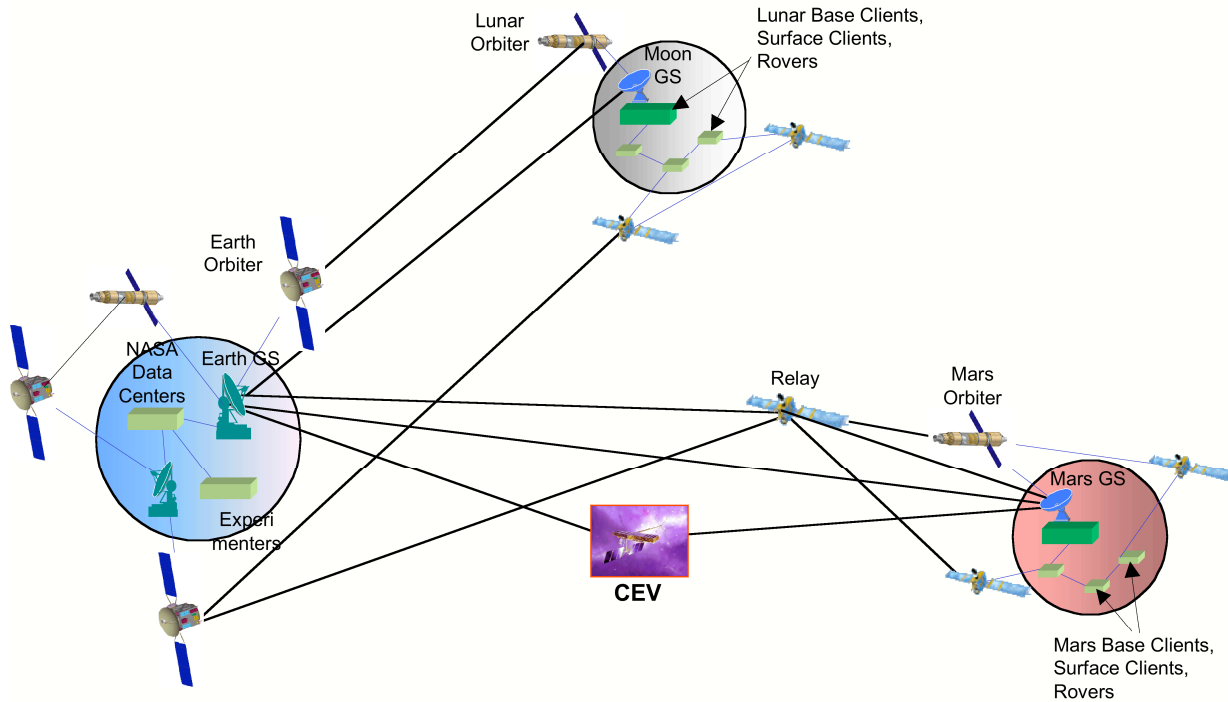 Lunar
Orbiter
Moon
GS
Lunar Base Clients,
Surface Clients,
Rovers
Earth
Orbiter
NASA
Data
Centers
Earth GS
Experi
menters
Relay
Mars
Orbiter
Mars GS
CEV
Mars Base Clients,
Surface Clients,
Rovers